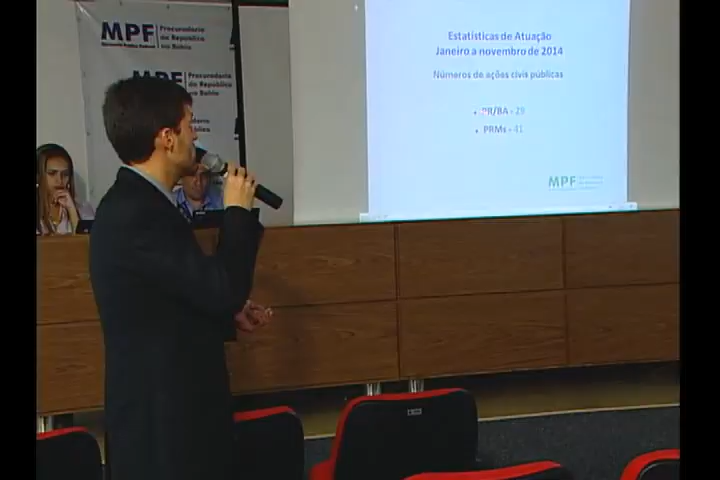 MPF Procuradoria
da República
na Bahia
MPF Procuradoria
da República
na Bahia
Estatísticas de Atuação
Janeiro a novembro de 2014
Números de ações civis públicas
• PR/BA - 29
• PRMs - 41
MPF